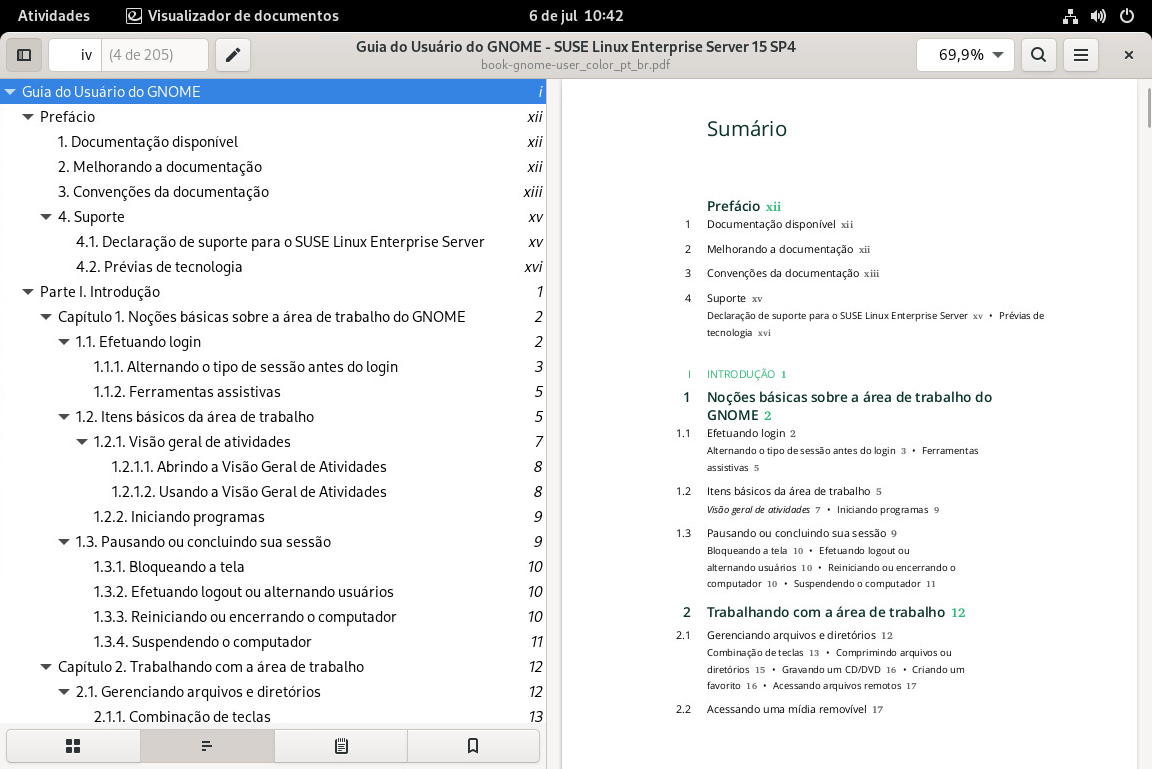 Atividades
Visualizador de documentos
6 de jul 10:42
iv (4 de 205)
Guia do Usuário do GNOME - SUSE Linux Enterprise Server 15 SP4
book-gnome-user_color_pt_br.pdf
69,9%
Guia do Usuário do GNOME i
Prefácio xii
1. Documentação disponível xii
2. Melhorando a documentação xii
3. Convenções da documentação xiii
4. Suporte xv
4.1. Declaração de suporte para o SUSE Linux Enterprise Server xv
4.2. Prévias de tecnologia xvi
Parte I. Introdução 1
Capítulo 1. Noções básicas sobre a área de trabalho do GNOME 2
1.1. Efetuando login 2
1.1.1. Alternando o tipo de sessão antes do login 3
1.1.2. Ferramentas assistivas 5
1.2. Itens básicos da área de trabalho 5
1.2.1. Visão geral de atividades 7
1.2.1.1. Abrindo a Visão Geral de Atividades 8
1.2.1.2. Usando a Visão Geral de Atividades 8
1.2.2. Iniciando programas 9
1.3. Pausando ou concluindo sua sessão 9
1.3.1. Bloqueando a tela 10
1.3.2. Efetuando logout ou alternando usuários 10
1.3.3. Reiniciando ou encerrando o computador 10
1.3.4. Suspendendo o computador 11
Capítulo 2. Trabalhando com a área de trabalho 12
2.1. Gerenciando arquivos e diretórios 12
2.1.1. Combinação de teclas 13
Sumário
Prefácio xii
1 Documentação disponível xii
2 Melhorando a documentação xii
3 Convenções da documentação xiii
4 Suporte xv
Declaração de suporte para o SUSE Linux Enterprise Server xv • Prévias de
tecnologia xvi
I INTRODUÇÃO 1
1 Noções básicas sobre a área de trabalho do
GNOME 2
1.1 Efetuando login 2
Alternando o tipo de sessão antes do login 3 • Ferramentas
assistivas 5
1.2 Itens básicos da área de trabalho 5
Visão geral de atividades 7 • Iniciando programas 9
1.3 Pausando ou concluindo sua sessão 9
Bloqueando a tela 10 • Efetuando logout ou
alternando usuários 10 • Reiniciando ou encerrando o
computador 10 • Suspendendo o computador 11
2 Trabalhando com a área de trabalho 12
2.1 Gerenciando arquivos e diretórios 12
Combinação de teclas 13 • Comprimindo arquivos ou
diretórios 15 • Gravando um CD/DVD 16 • Criando um
favorito 16 • Acessando arquivos remotos 17
2.2 Acessando uma mídia removível 17